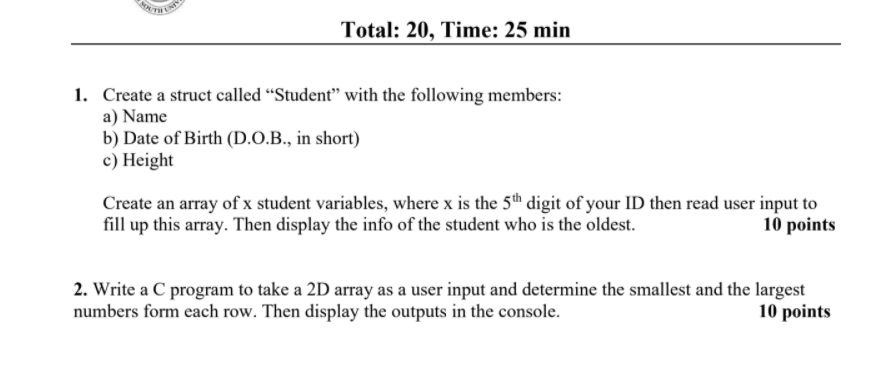 SOUTH UNIV
Total: 20, Time: 25 min
1. Create a struct called “Student” with the following members:
a) Name
b) Date of Birth (D.O.B., in short)
c) Height
Create an array of x student variables, where x is the 5th digit of your ID then read user input to
fill up this array. Then display the info of the student who is the oldest. 10 points
2. Write a C program to take a 2D array as a user input and determine the smallest and the largest
numbers form each row. Then display the outputs in the console. 10 points